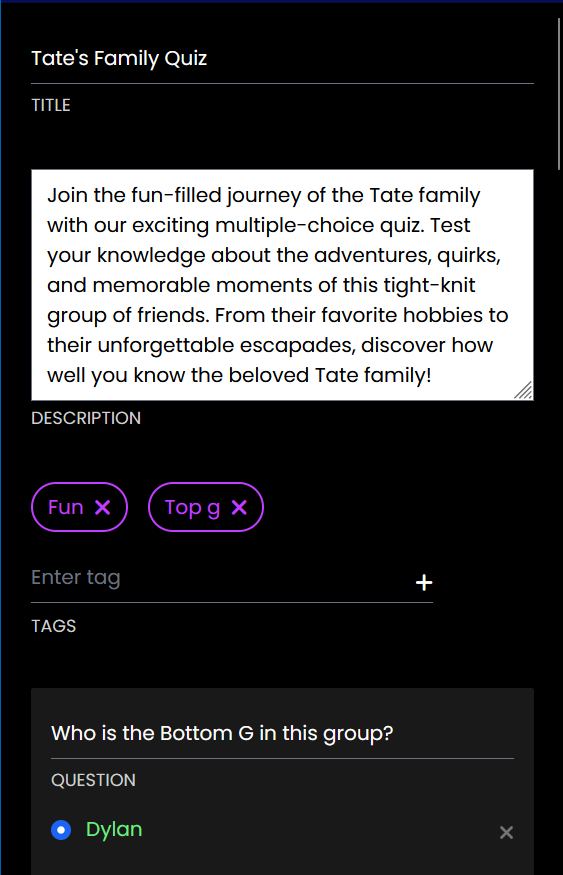 Tate's Family Quiz
TITLE
Join the fun-filled journey of the Tate family
with our exciting multiple-choice quiz. Test
your knowledge about the adventures, quirks,
and memorable moments of this tight-knit
group of friends. From their favorite hobbies to
their unforgettable escapades, discover how
well you know the beloved Tate family!
DESCRIPTION
Fun × Top g ×
Enter tag +
TAGS
Who is the Bottom G in this group?
QUESTION
Dylan ×